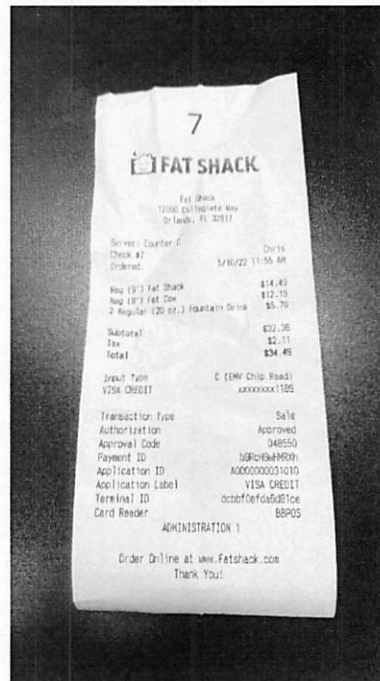 7
FAT SHACK
Fat Shack
12000 Collegiate Way
Orlando, FL 32817
Server: Counter C
Check #7 Chris
Ordered: 5/10/22 11:55 AM
Reg (9") Fat Shack $14.49
Reg (9") Fat Cow $12.19
2 Regular (20 oz.) Fountain Drink $5.70
Subtotal $32.38
Tax $2.11
Total $34.49
Input Type C (EMV Chip Read)
VISA CREDIT xxxxxxxx1186
Transaction Type Sale
Authorization Approved
Approval Code 04855D
Payment ID
Application ID A0000000031010
Application Label VISA CREDIT
Terminal ID
Card Reader BBPOS
ADMINISTRATION 1
Order Online at www.Fatshack.com
Thank You!